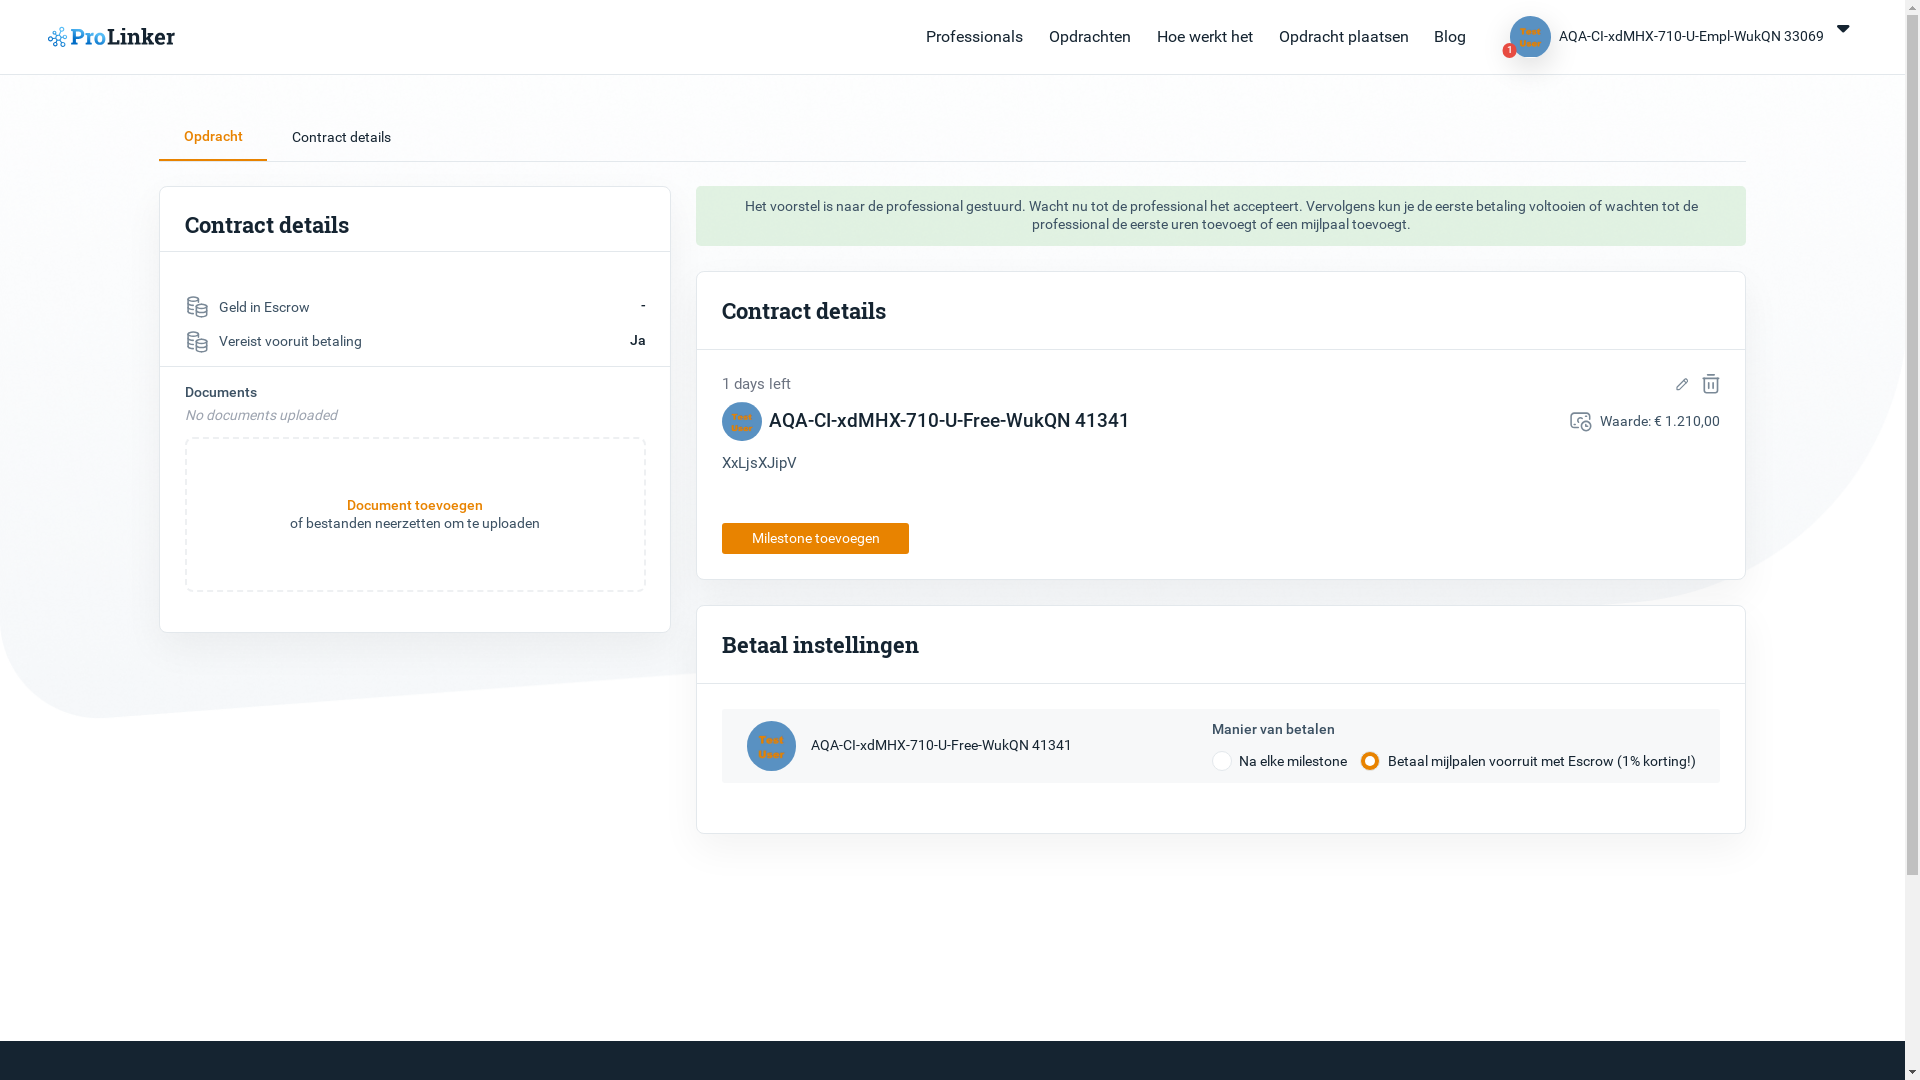 ProLinker
Professionals
Opdrachten
Hoe werkt het
Opdracht plaatsen
Blog
Test
User
1
AQA-CI-xdMHX-710-U-Empl-WukQN 33069
Opdracht
Contract details
Contract details
Geld in Escrow
-
Vereist vooruit betaling
Ja
Documents
No documents uploaded
Document toevoegen
of bestanden neerzetten om te uploaden
Het voorstel is naar de professional gestuurd. Wacht nu tot de professional het accepteert. Vervolgens kun je de eerste betaling voltooien of wachten tot de
professional de eerste uren toevoegt of een mijlpaal toevoegt.
Contract details
1 days left
Test
User
AQA-CI-xdMHX-710-U-Free-WukQN 41341
Waarde: € 1.210,00
XxLjsXJipV
Milestone toevoegen
Betaal instellingen
Test
User
AQA-CI-xdMHX-710-U-Free-WukQN 41341
Manier van betalen
Na elke milestone
Betaal mijlpalen voorruit met Escrow (1% korting!)